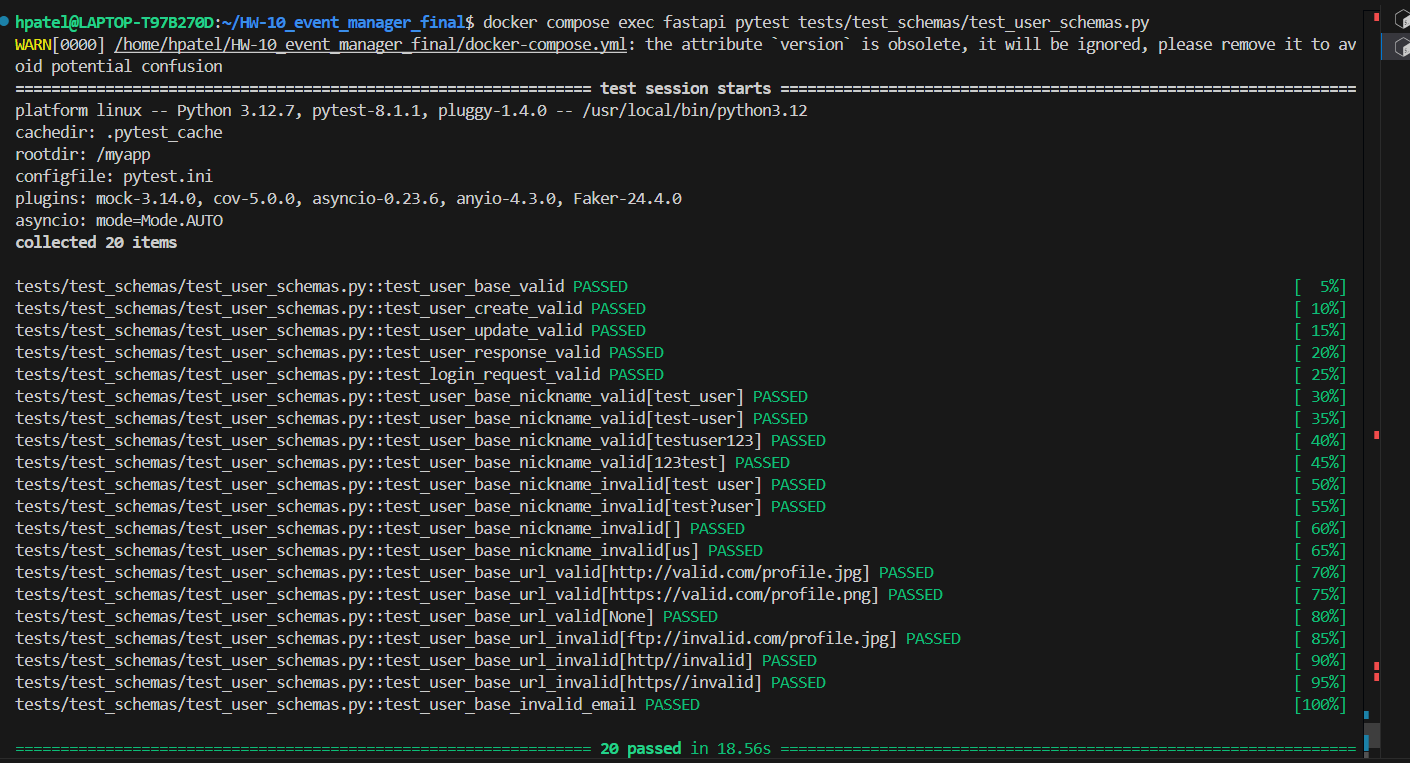 hpatel@LAPTOP-T97B270D:~/HW-10_event_manager_final$ docker compose exec fastapi pytest tests/test_schemas/test_user_schemas.py
WARN[0000] /home/hpatel/HW-10_event_manager_final/docker-compose.yml: the attribute `version` is obsolete, it will be ignored, please remove it to av
oid potential confusion
================================================================ test session starts ================================================================
platform linux -- Python 3.12.7, pytest-8.1.1, pluggy-1.4.0 -- /usr/local/bin/python3.12
cachedir: .pytest_cache
rootdir: /myapp
configfile: pytest.ini
plugins: mock-3.14.0, cov-5.0.0, asyncio-0.23.6, anyio-4.3.0, Faker-24.4.0
asyncio: mode=Mode.AUTO
collected 20 items
tests/test_schemas/test_user_schemas.py::test_user_base_valid PASSED [  5%]
tests/test_schemas/test_user_schemas.py::test_user_create_valid PASSED [ 10%]
tests/test_schemas/test_user_schemas.py::test_user_update_valid PASSED [ 15%]
tests/test_schemas/test_user_schemas.py::test_user_response_valid PASSED [ 20%]
tests/test_schemas/test_user_schemas.py::test_login_request_valid PASSED [ 25%]
tests/test_schemas/test_user_schemas.py::test_user_base_nickname_valid[test_user] PASSED [ 30%]
tests/test_schemas/test_user_schemas.py::test_user_base_nickname_valid[test-user] PASSED [ 35%]
tests/test_schemas/test_user_schemas.py::test_user_base_nickname_valid[testuser123] PASSED [ 40%]
tests/test_schemas/test_user_schemas.py::test_user_base_nickname_valid[123test] PASSED [ 45%]
tests/test_schemas/test_user_schemas.py::test_user_base_nickname_invalid[test user] PASSED [ 50%]
tests/test_schemas/test_user_schemas.py::test_user_base_nickname_invalid[test?user] PASSED [ 55%]
tests/test_schemas/test_user_schemas.py::test_user_base_nickname_invalid[] PASSED [ 60%]
tests/test_schemas/test_user_schemas.py::test_user_base_nickname_invalid[us] PASSED [ 65%]
tests/test_schemas/test_user_schemas.py::test_user_base_url_valid[http://valid.com/profile.jpg] PASSED [ 70%]
tests/test_schemas/test_user_schemas.py::test_user_base_url_valid[https://valid.com/profile.png] PASSED [ 75%]
tests/test_schemas/test_user_schemas.py::test_user_base_url_valid[None] PASSED [ 80%]
tests/test_schemas/test_user_schemas.py::test_user_base_url_invalid[ftp://invalid.com/profile.jpg] PASSED [ 85%]
tests/test_schemas/test_user_schemas.py::test_user_base_url_invalid[http//invalid] PASSED [ 90%]
tests/test_schemas/test_user_schemas.py::test_user_base_url_invalid[https//invalid] PASSED [ 95%]
tests/test_schemas/test_user_schemas.py::test_user_base_invalid_email PASSED [100%]
================================================================ 20 passed in 18.56s ================================================================